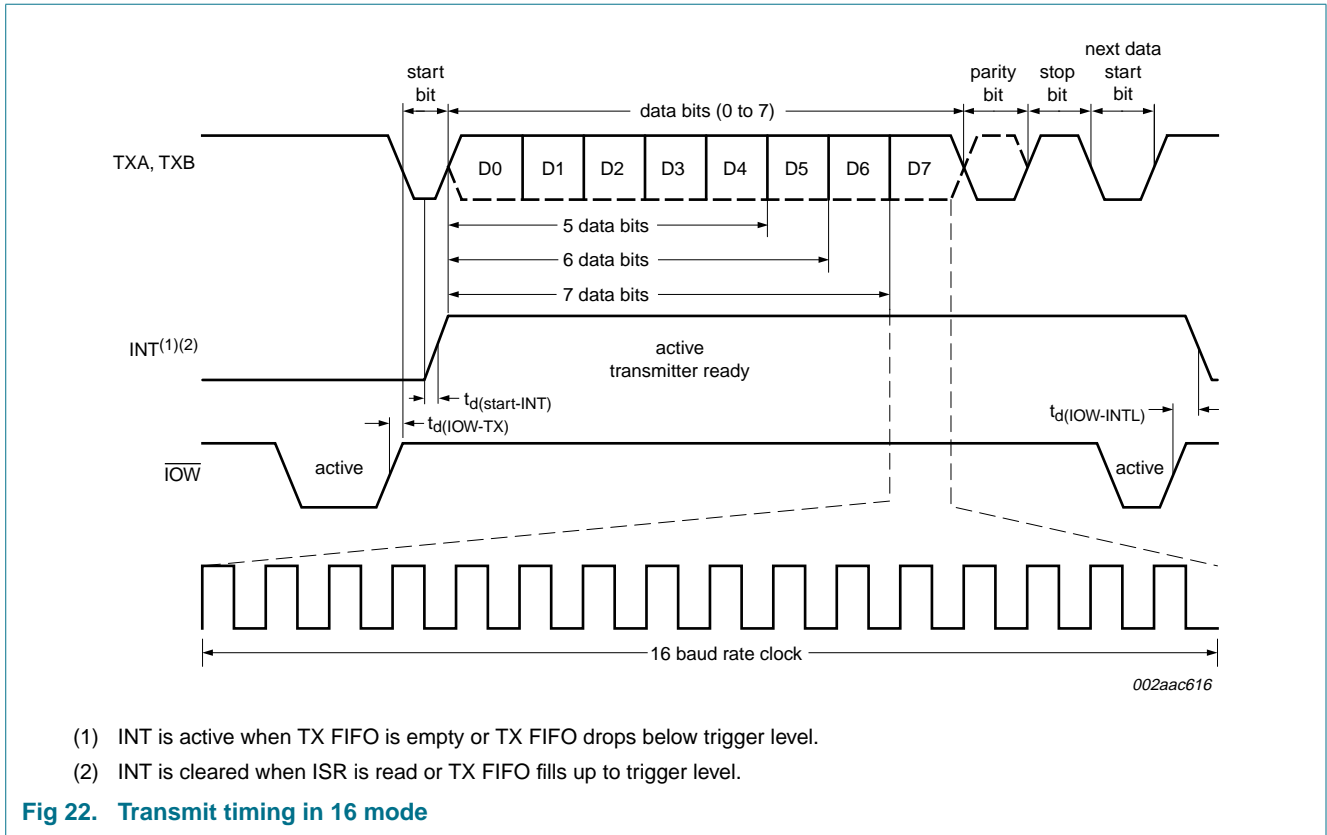 next data
start
bit
start
bit
parity
bit
stop
bit
data bits (0 to 7)
TXA, TXB
D0 D1 D2 D3 D4 D5 D6 D7
5 data bits
6 data bits
7 data bits
INT(1)(2)
active
transmitter ready
td(start-INT)
td(IOW-TX)
td(IOW-INTL)
IOW
active
active
16 baud rate clock
002aac616
(1) INT is active when TX FIFO is empty or TX FIFO drops below trigger level.
(2) INT is cleared when ISR is read or TX FIFO fills up to trigger level.
Fig 22. Transmit timing in 16 mode